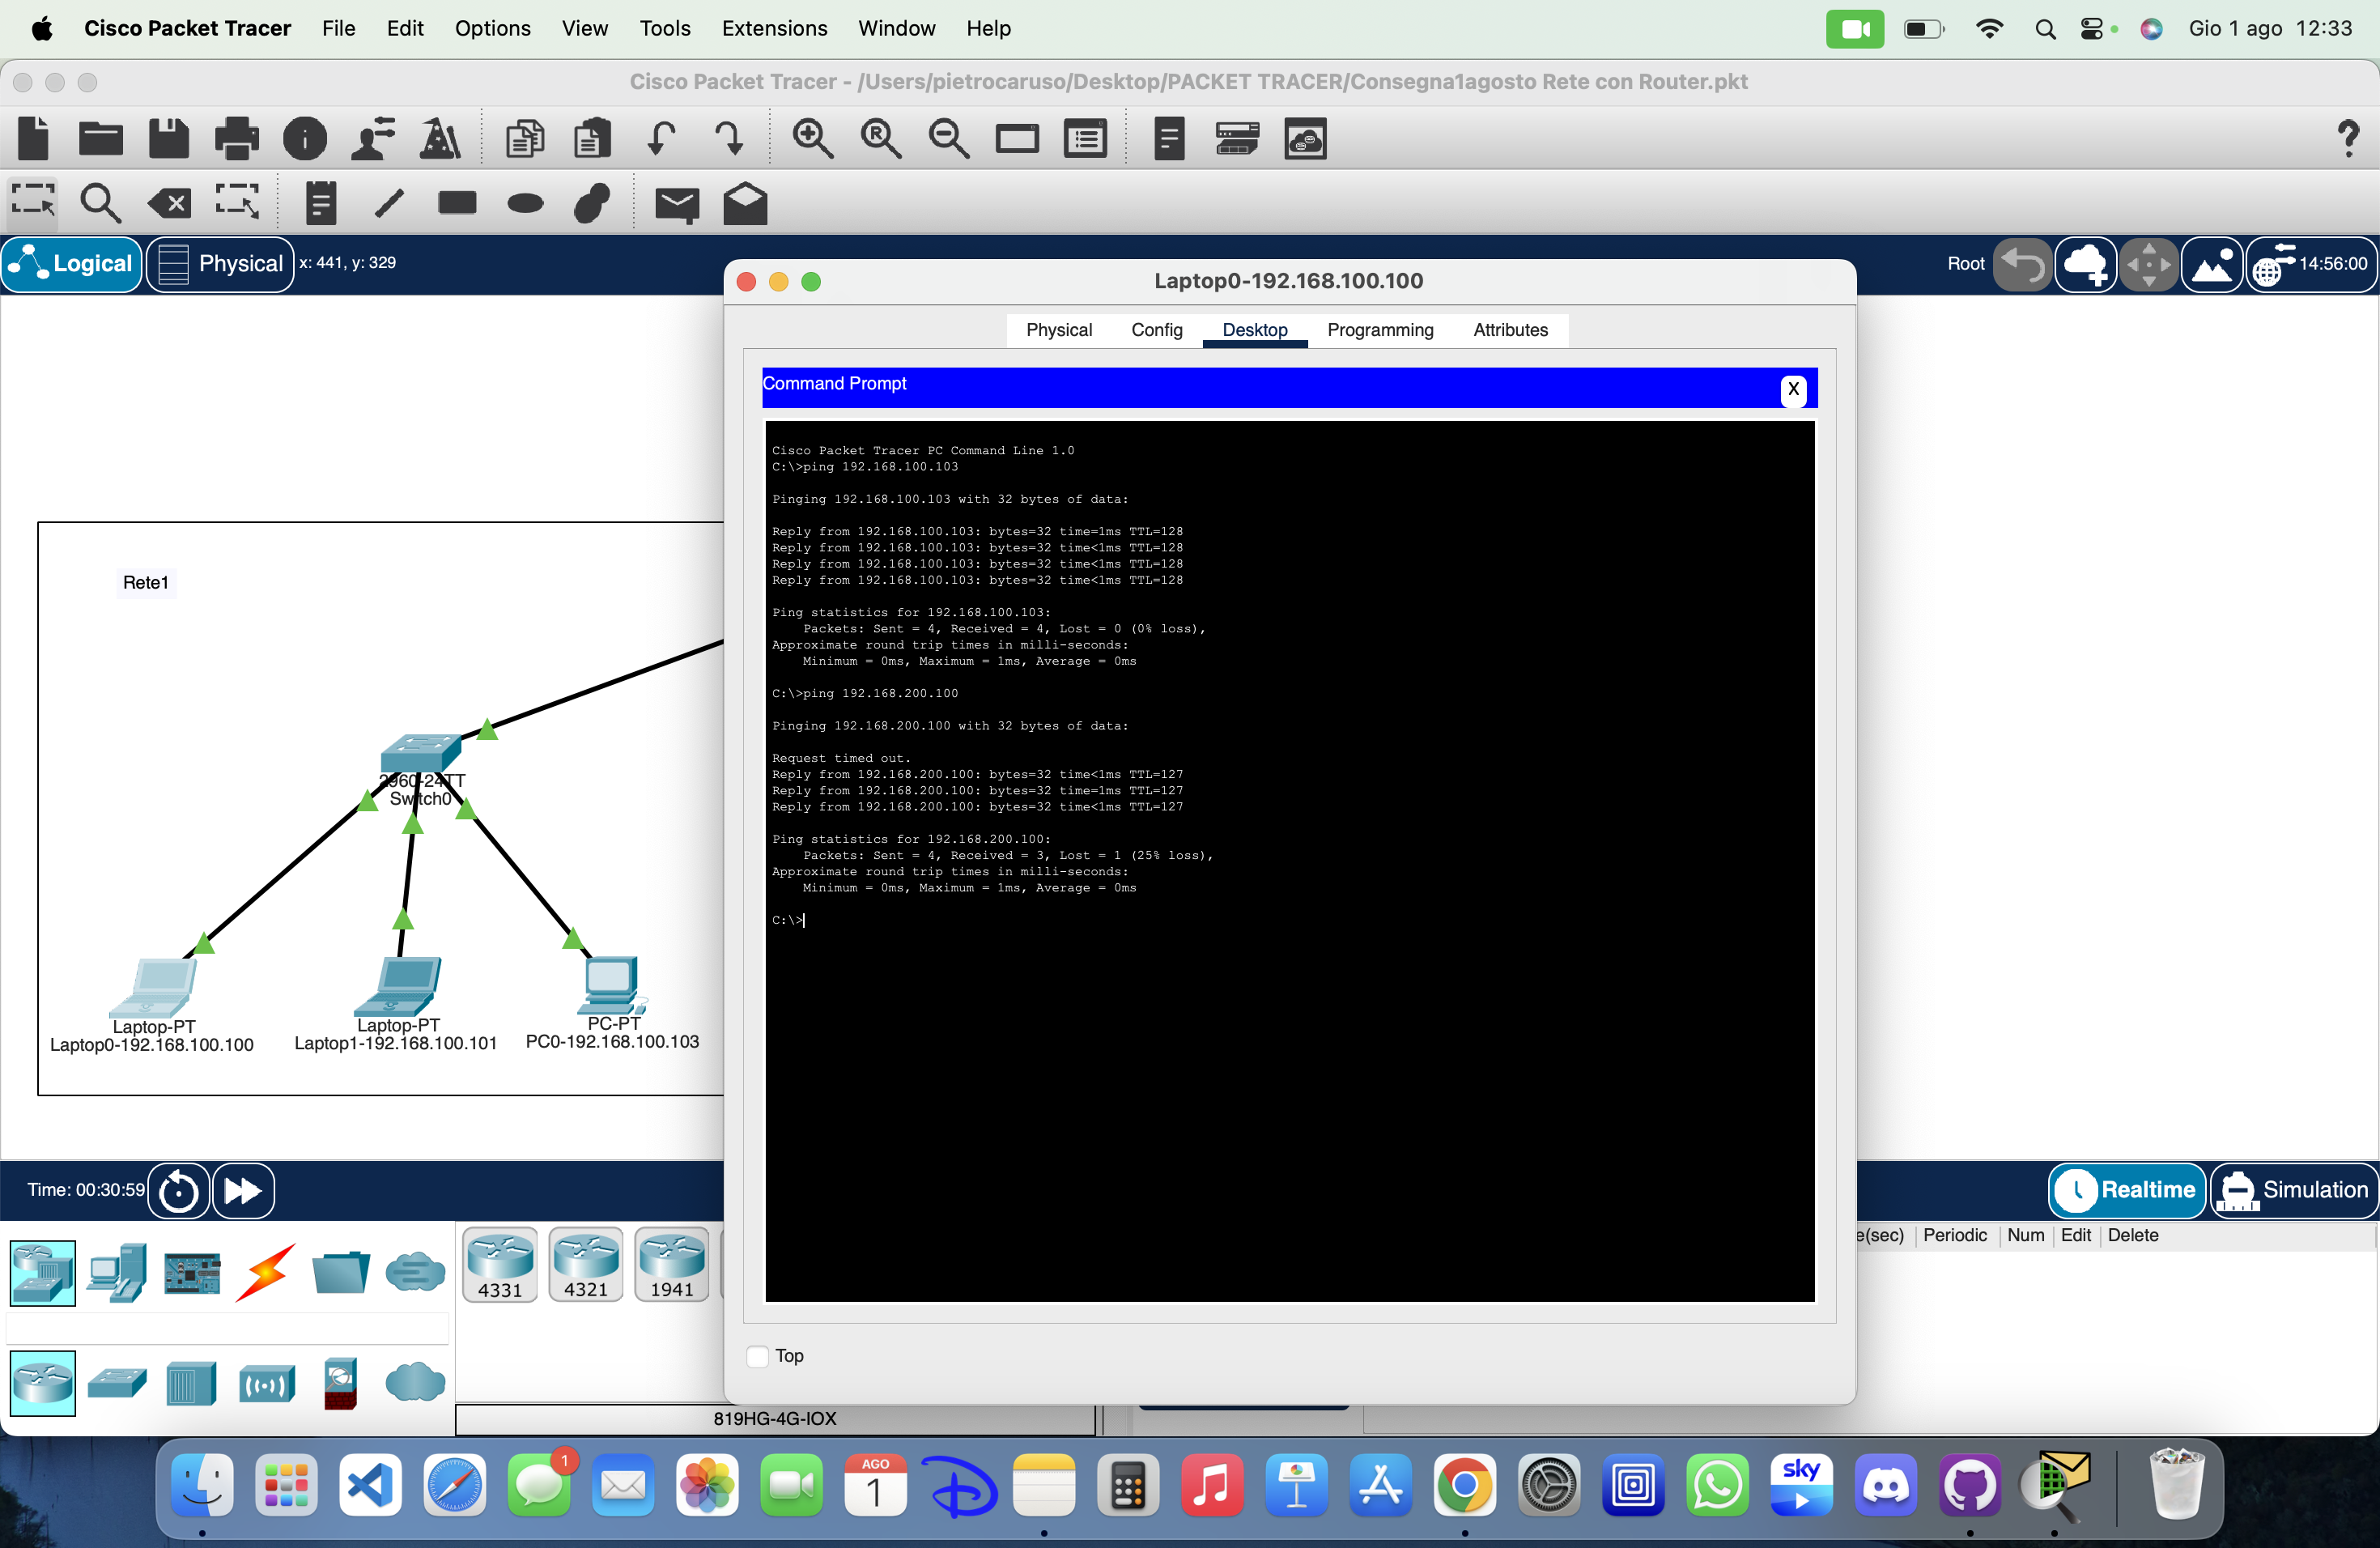 Cisco Packet Tracer File Edit Options View Tools Extensions Window Help Gio 1 ago 12:33
Cisco Packet Tracer - /Users/pietrocaruso/Desktop/PACKET TRACER/Consegna1agosto Rete con Router.pkt
Logical Physical x: 441, y: 329 Root 14:56:00
Laptop0-192.168.100.100
Physical Config Desktop Programming Attributes
Command Prompt X
Cisco Packet Tracer PC Command Line 1.0
C:\>ping 192.168.100.103
Pinging 192.168.100.103 with 32 bytes of data:
Reply from 192.168.100.103: bytes=32 time=1ms TTL=128
Reply from 192.168.100.103: bytes=32 time<1ms TTL=128
Reply from 192.168.100.103: bytes=32 time<1ms TTL=128
Reply from 192.168.100.103: bytes=32 time<1ms TTL=128
Ping statistics for 192.168.100.103:
Packets: Sent = 4, Received = 4, Lost = 0 (0% loss),
Approximate round trip times in milli-seconds:
Minimum = 0ms, Maximum = 1ms, Average = 0ms
C:\>ping 192.168.200.100
Pinging 192.168.200.100 with 32 bytes of data:
Request timed out.
Reply from 192.168.200.100: bytes=32 time<1ms TTL=127
Reply from 192.168.200.100: bytes=32 time=1ms TTL=127
Reply from 192.168.200.100: bytes=32 time<1ms TTL=127
Ping statistics for 192.168.200.100:
Packets: Sent = 4, Received = 3, Lost = 1 (25% loss),
Approximate round trip times in milli-seconds:
Minimum = 0ms, Maximum = 1ms, Average = 0ms
C:\>
Top
Rete1
2960-24TT
Switch0
Laptop-PT
Laptop0-192.168.100.100
Laptop-PT
Laptop1-192.168.100.101
PC-PT
PC0-192.168.100.103
Time: 00:30:59 Realtime Simulation
e(sec) Periodic Num Edit Delete
4331 4321 1941
819HG-4G-IOX
1
AGO
1
sky